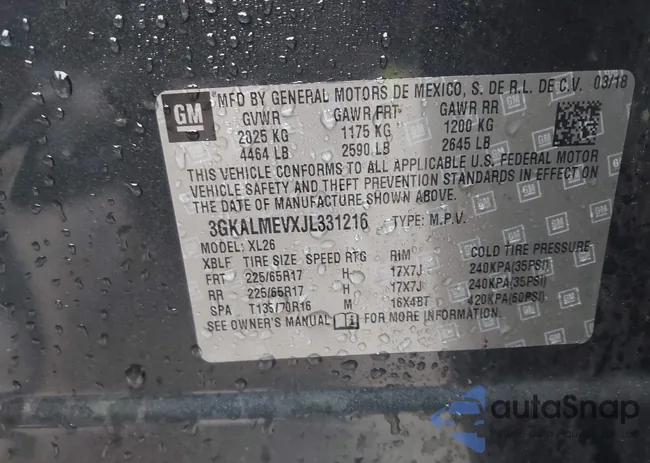 GM
MFD BY GENERAL MOTORS DE MEXICO, S. DE R.L. DE C.V. 03/18
GVWR GAWR FRT GAWR RR
2025 KG 1175 KG 1200 KG
4464 LB 2590 LB 2645 LB
THIS VEHICLE CONFORMS TO ALL APPLICABLE U.S. FEDERAL MOTOR
VEHICLE SAFETY AND THEFT PREVENTION STANDARDS IN EFFECT ON
THE DATE OF MANUFACTURE SHOWN ABOVE.
3GKALMEVXJL331216 TYPE: M.P.V.
MODEL: XL26
XBLF TIRE SIZE SPEED RTG RIM COLD TIRE PRESSURE
FRT 225/65R17 H 17X7J 240KPA(35PSI)
RR 225/65R17 H 17X7J 240KPA(35PSI)
T135/70R16 M 16X4BT 420KPA(60PSI)
SEE OWNER'S MANUAL FOR MORE INFORMATION.
autaSnap